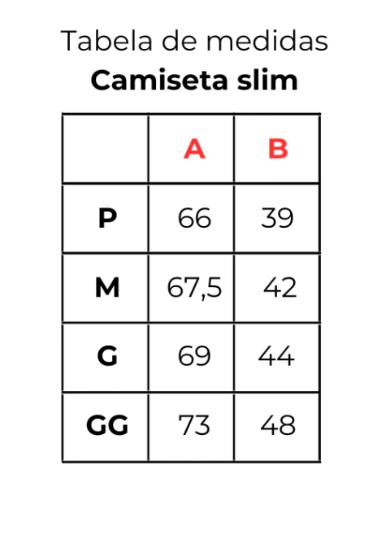 Tabela de medidas
Camiseta slim
A B
P 66 39
M 67,5 42
G 69 44
GG 73 48